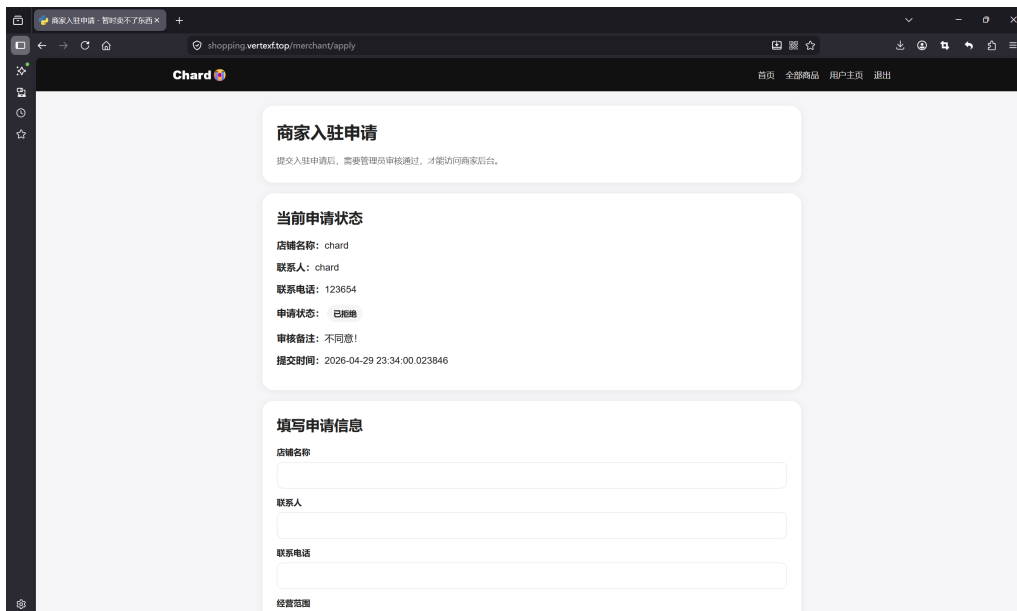 商家入驻申请 - 暂时卖不了东西
shopping.vertexf.top/merchant/apply
Chard
首页 全部商品 用户主页 退出
商家入驻申请
提交入驻申请后，需要管理员审核通过，才能访问商家后台。
当前申请状态
店铺名称：chard
联系人：chard
联系电话：123654
申请状态： 已拒绝
审核备注：不同意！
提交时间：2026-04-29 23:34:00.023846
填写申请信息
店铺名称
联系人
联系电话
经营范围